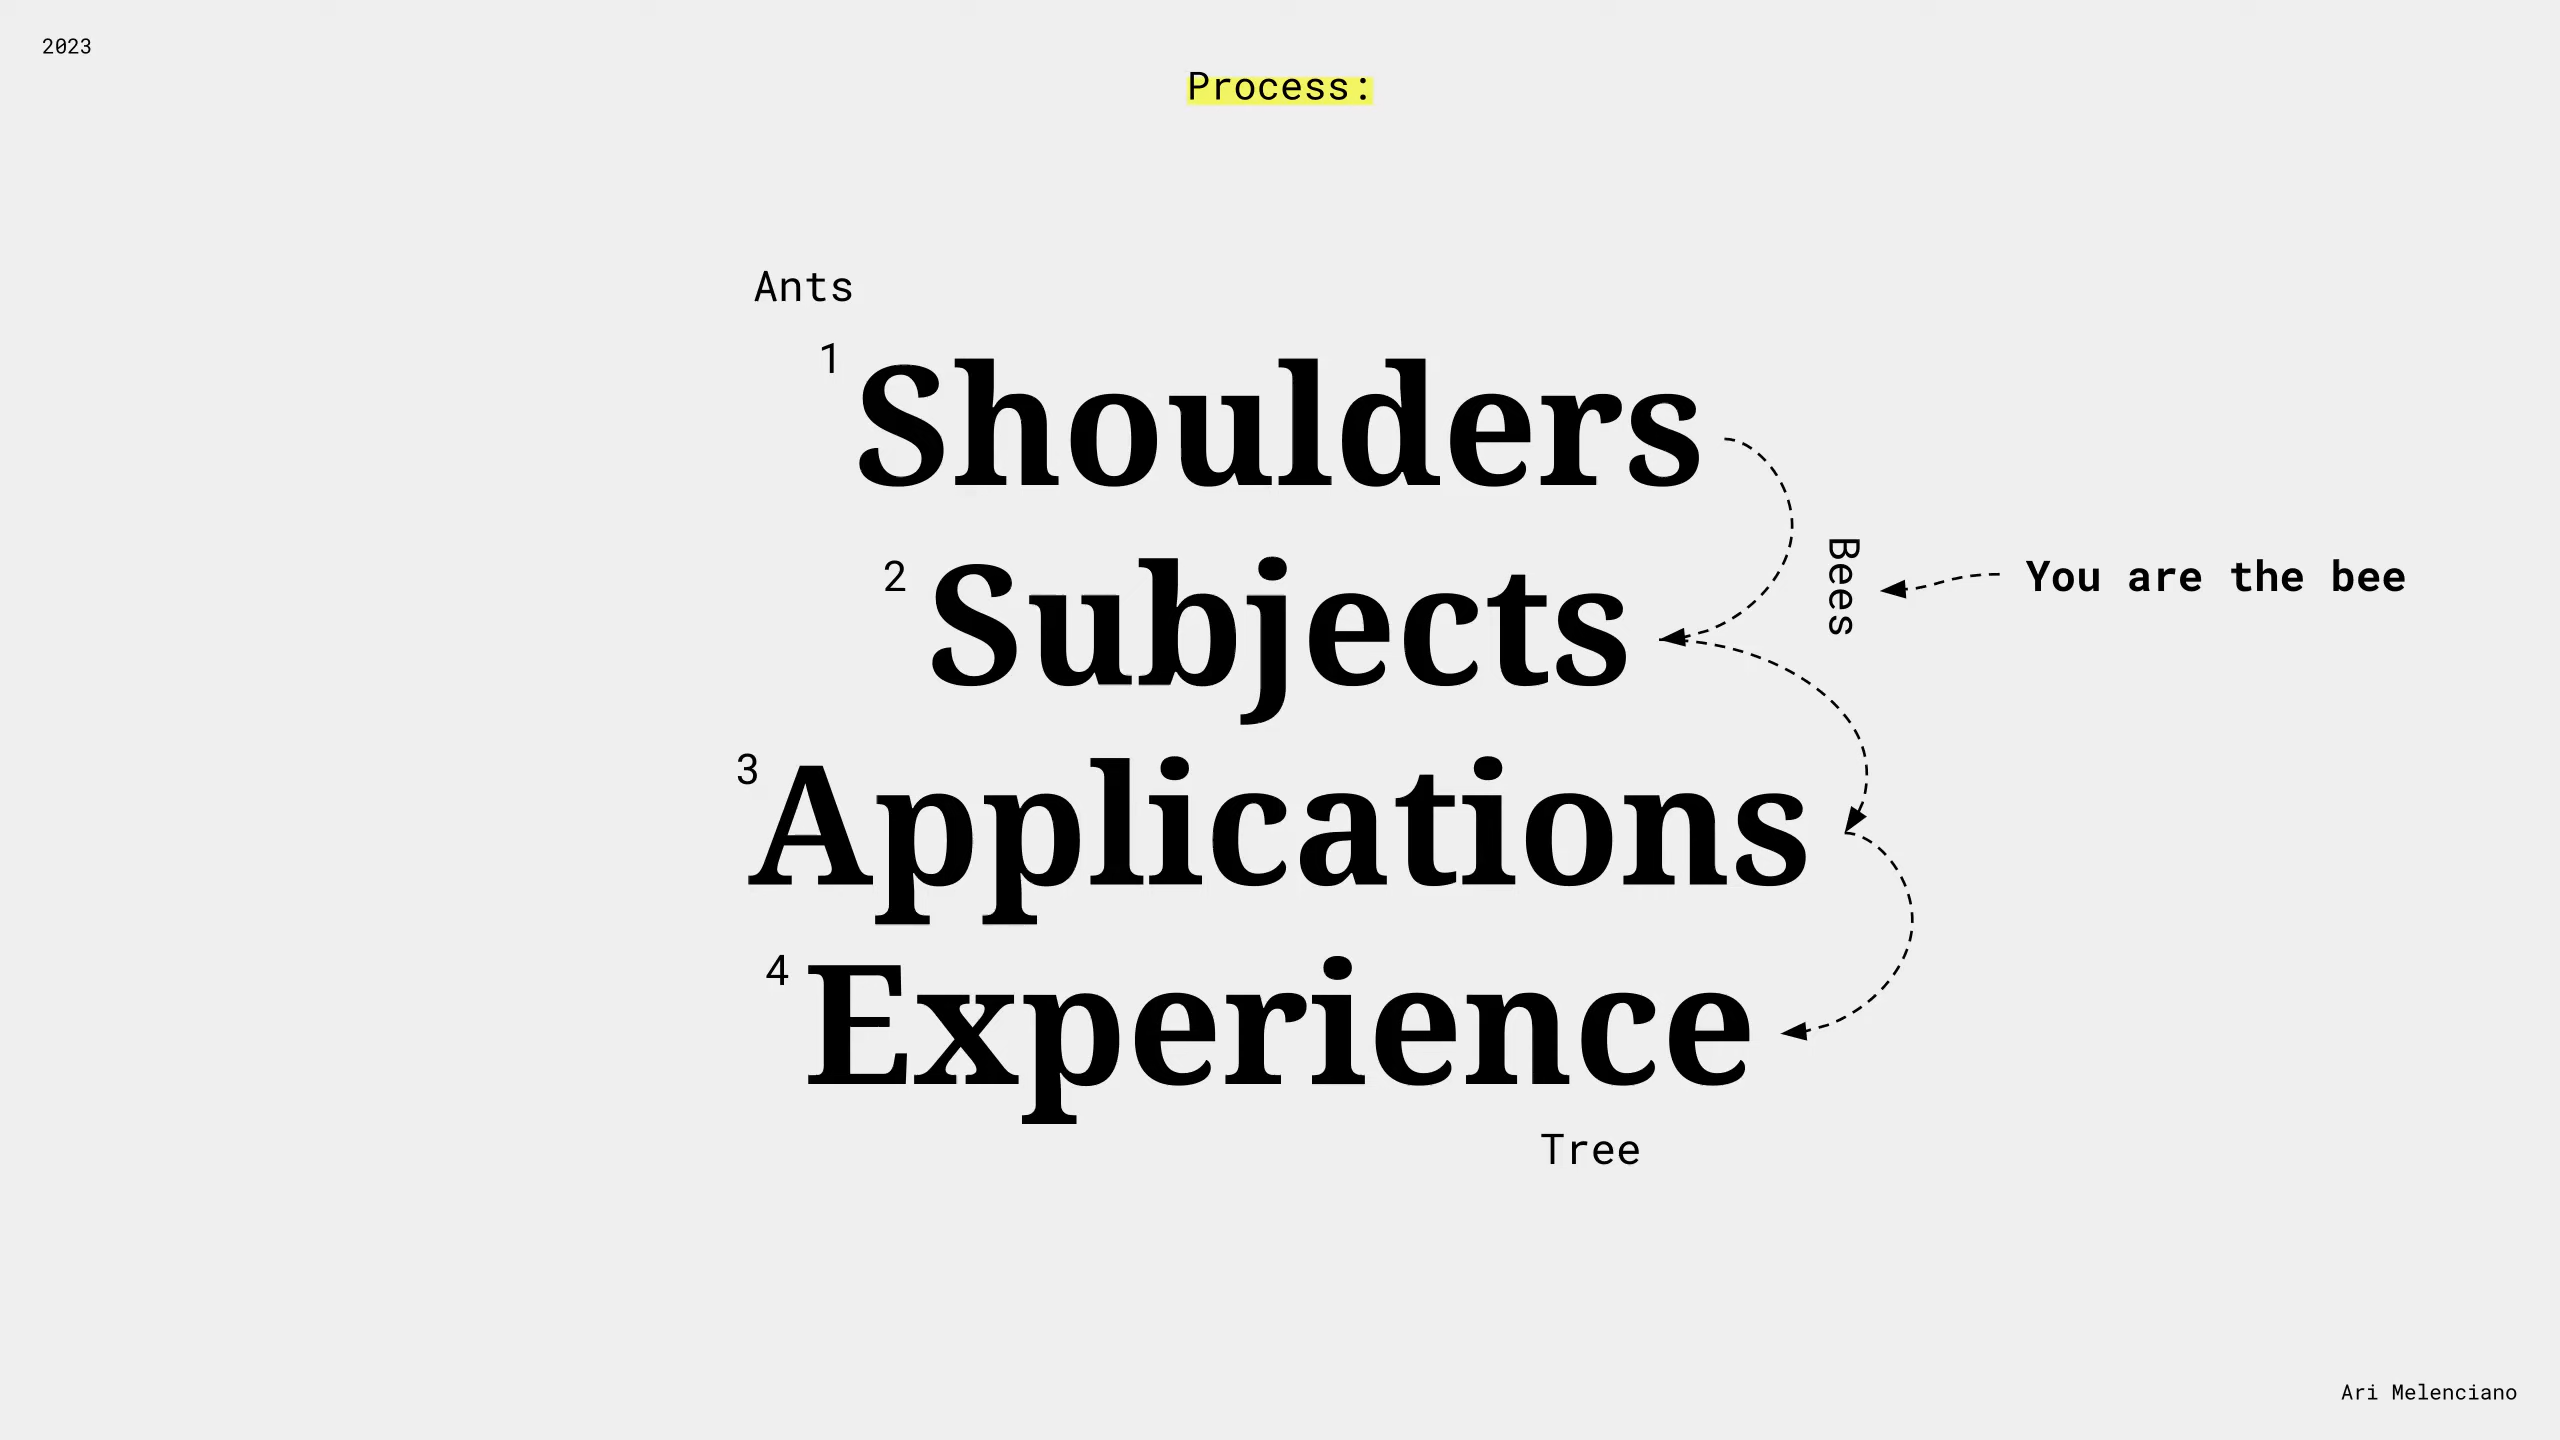 2023
Process:
Ants
1 Shoulders
2 Subjects
Bees
You are the bee
3 Applications
4 Experience
Tree
Ari Melenciano